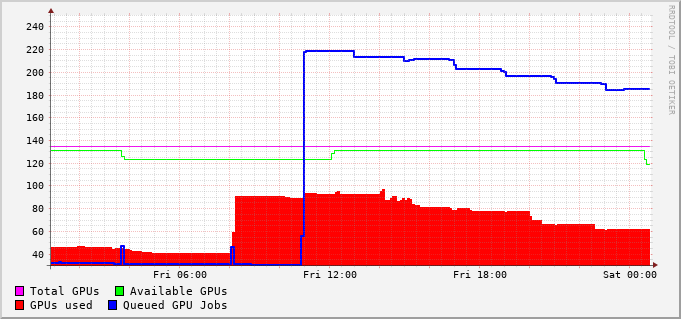 RRDTOOL / TOBI OETIKER
240
220
200
180
160
140
120
100
80
60
40
Fri 06:00 Fri 12:00 Fri 18:00 Sat 00:00
Total GPUs Available GPUs
GPUs used Queued GPU Jobs